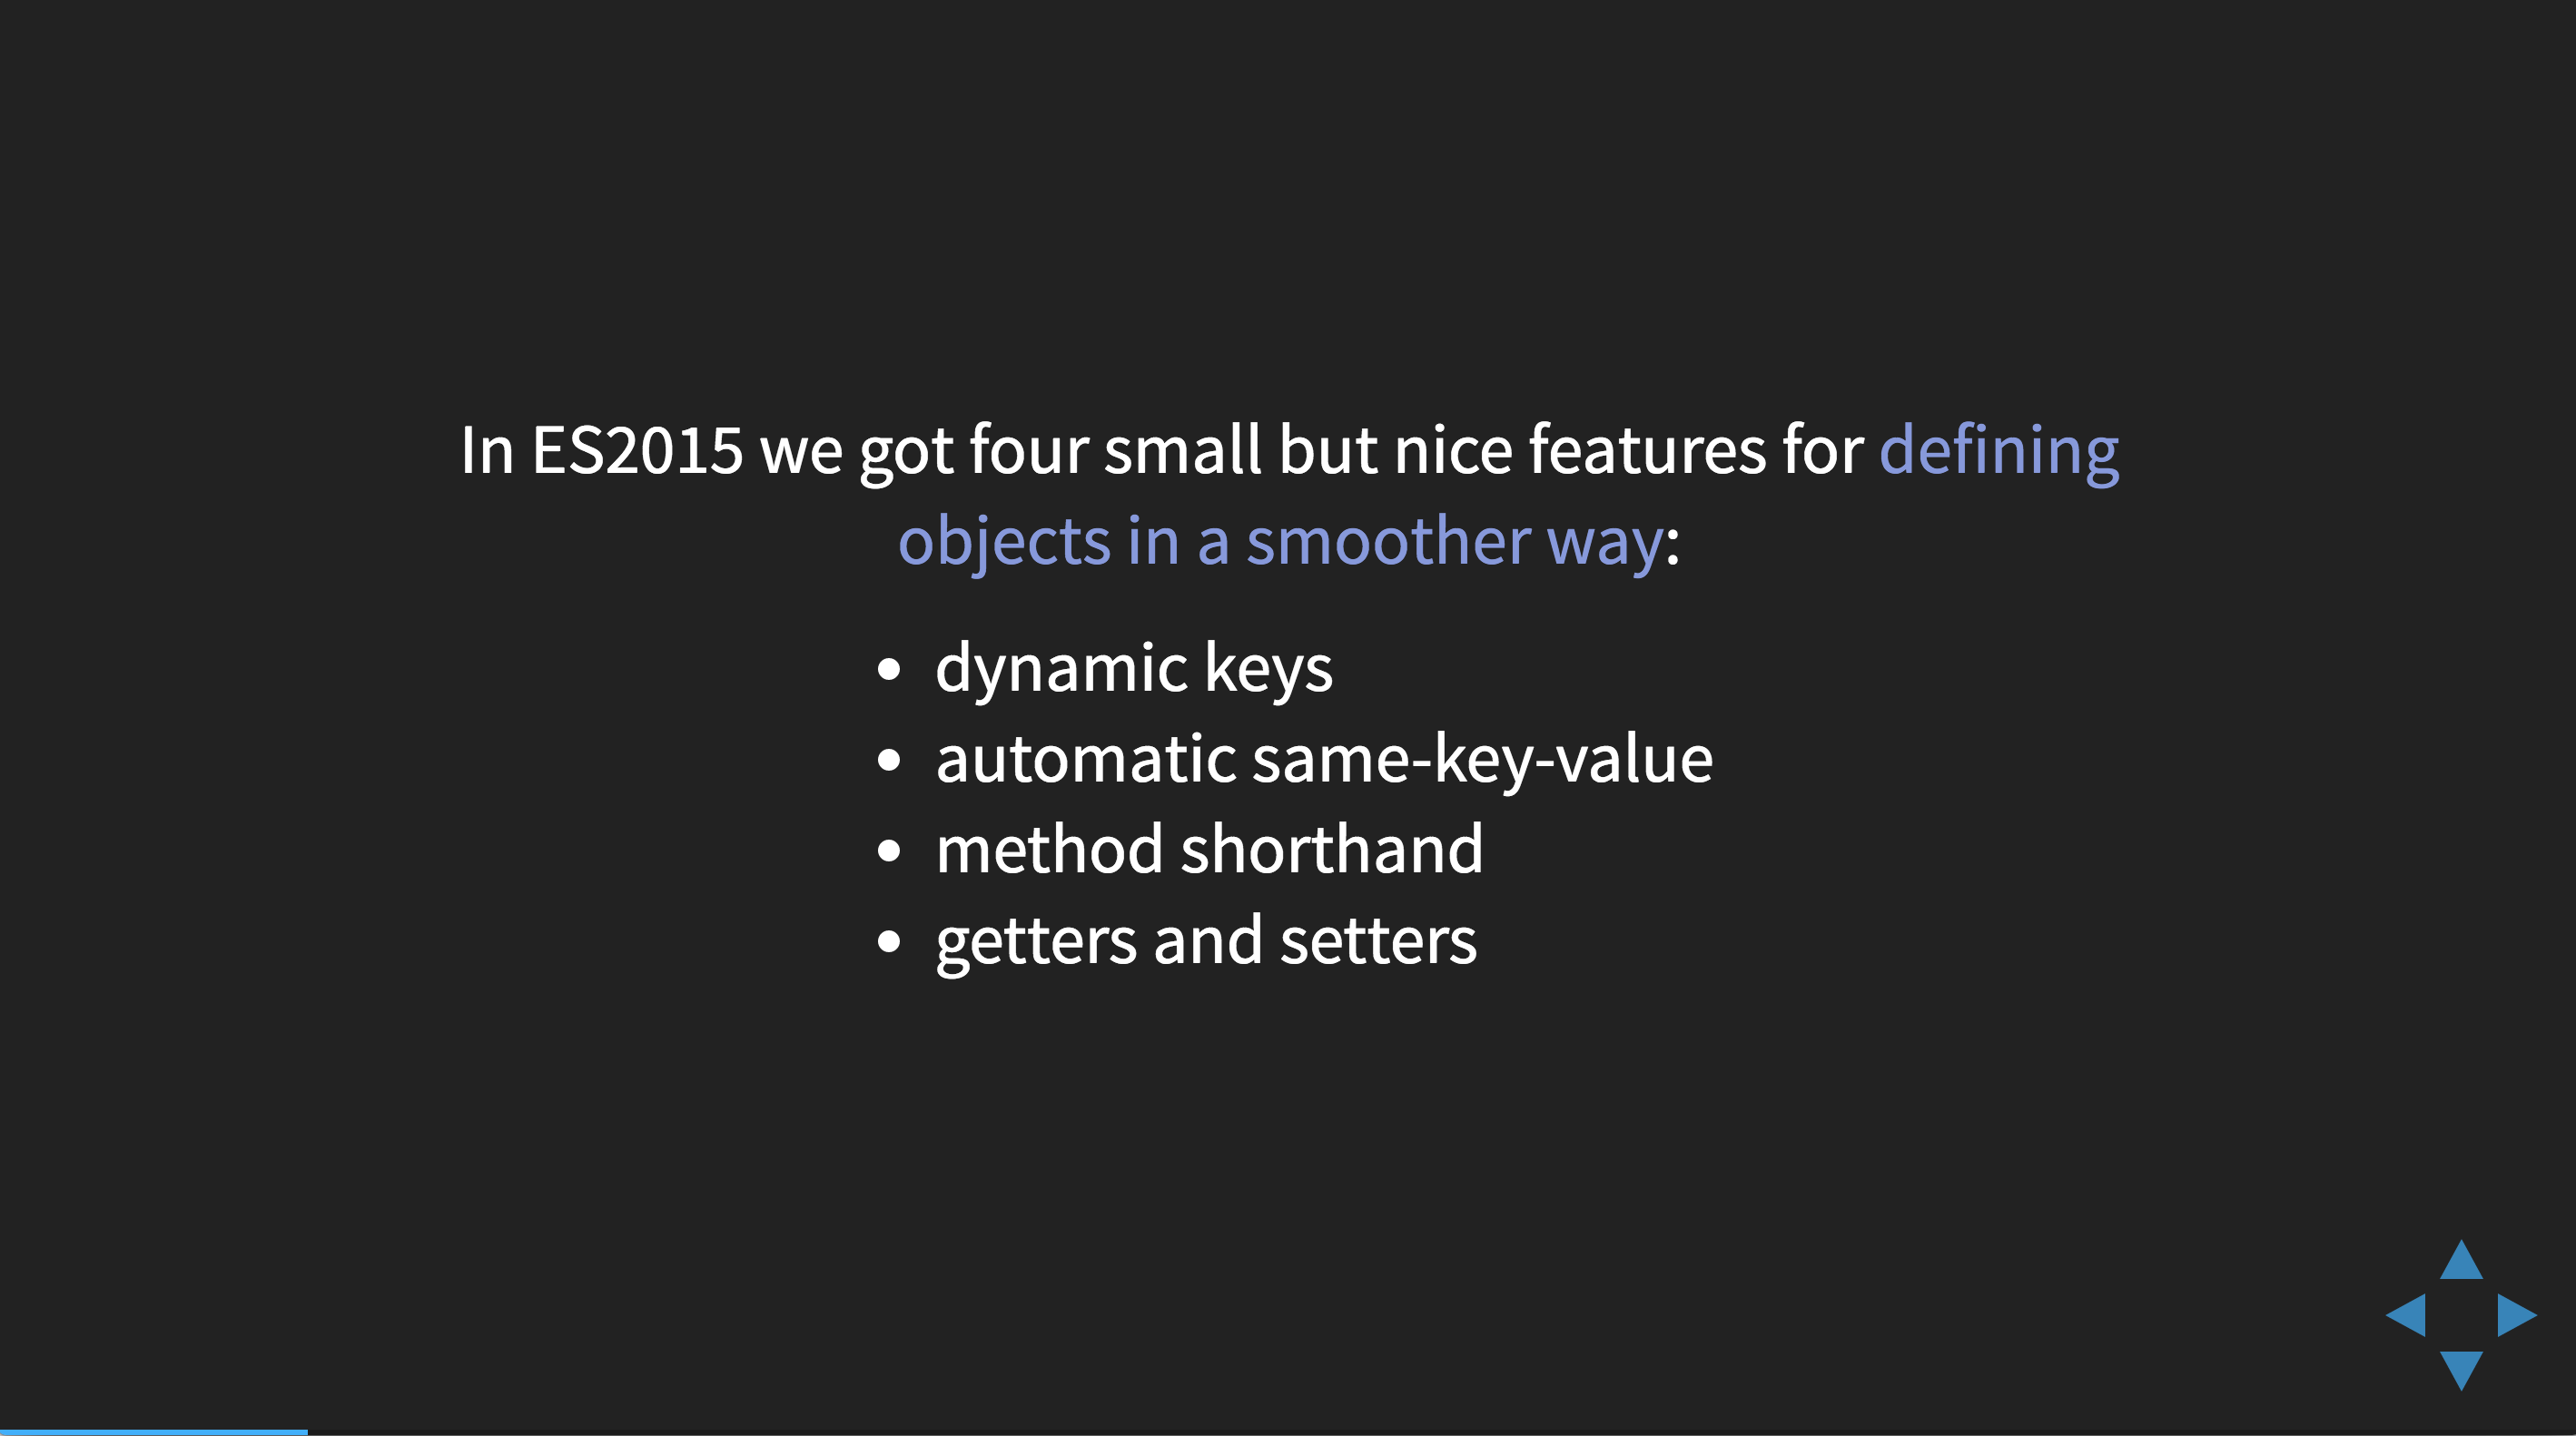 In ES2015 we got four small but nice features for defining
objects in a smoother way:
• dynamic keys
• automatic same-key-value
• method shorthand
• getters and setters